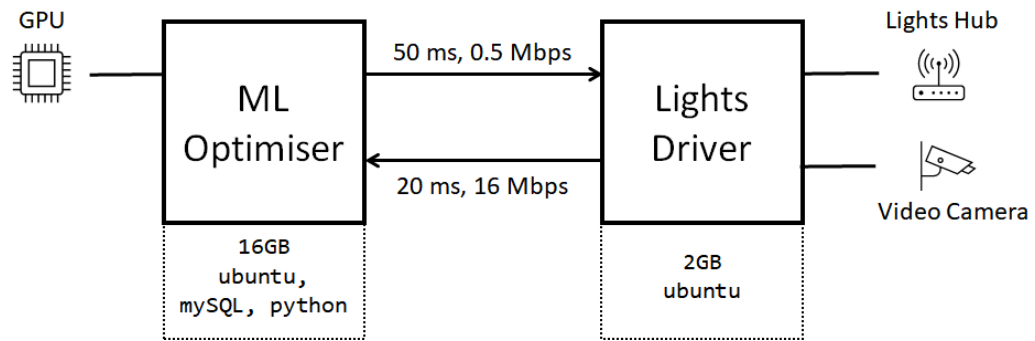 GPU
Lights Hub
50 ms, 0.5 Mbps
ML
Optimiser
Lights
Driver
20 ms, 16 Mbps
Video Camera
16GB
ubuntu,
mySQL, python
2GB
ubuntu